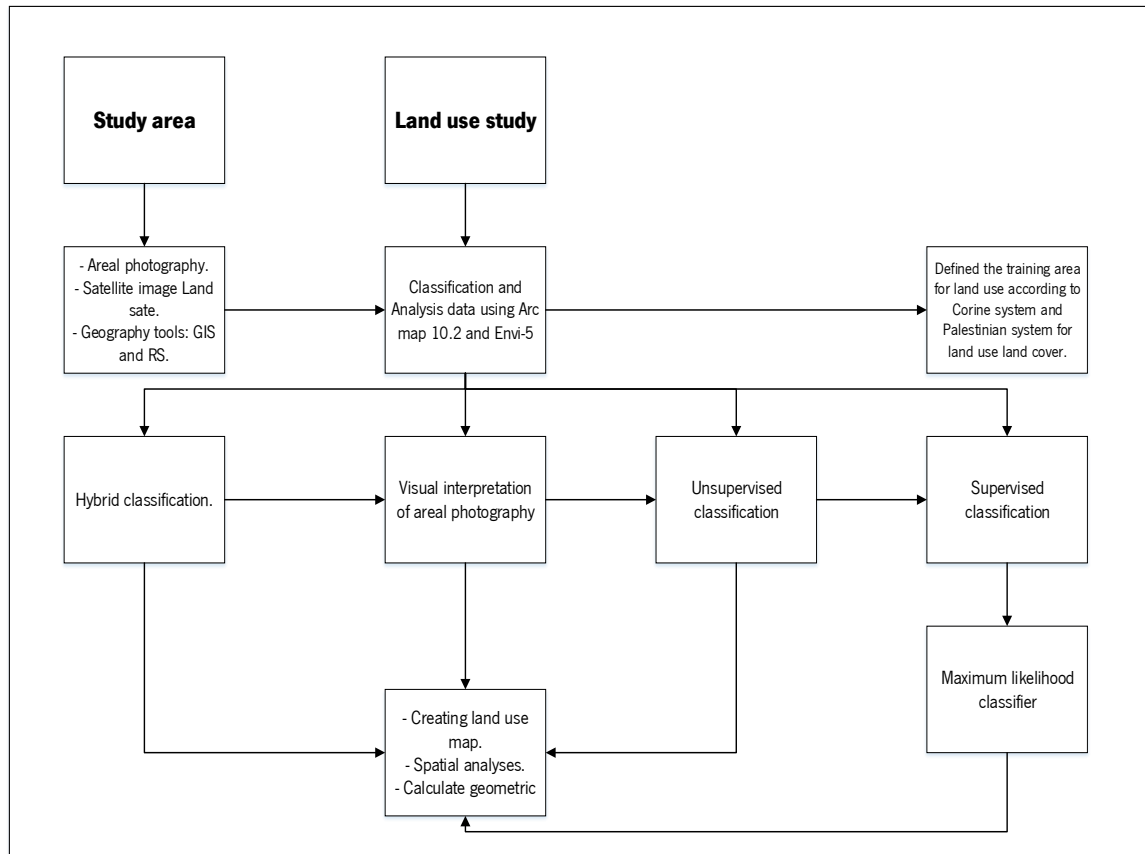 Study area
Land use study
- Areal photography.
- Satellite image Land
sate.
- Geography tools: GIS
and RS.
Classification and
Analysis data using Arc
map 10.2 and Envi-5
Defined the training area
for land use according to
Corine system and
Palestinian system for
land use land cover.
Hybrid classification.
Visual interpretation
of areal photography
Unsupervised
classification
Supervised
classification
Maximum likelihood
classifier
- Creating land use
map.
- Spatial analyses.
- Calculate geometric